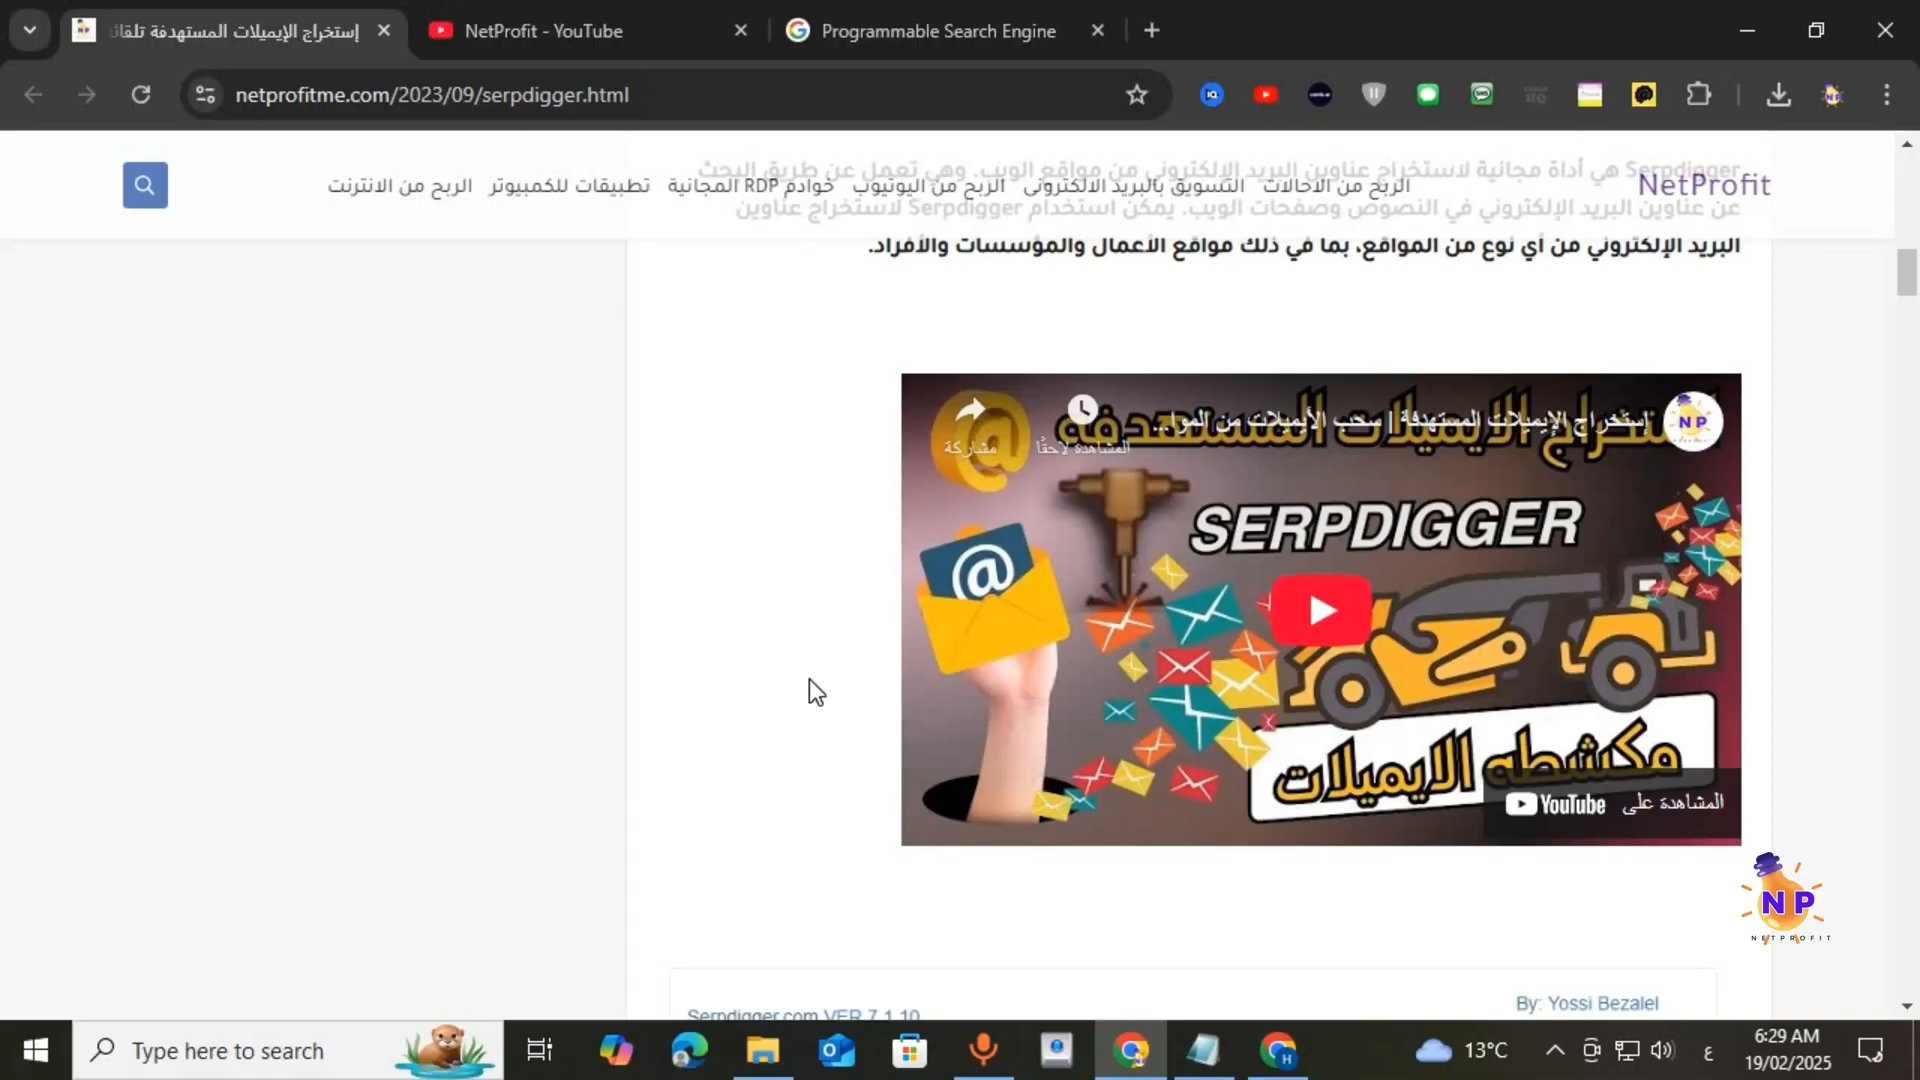 إستخراج الإيميلات المستهدفة تلقائ
NetProfit - YouTube
Programmable Search Engine
netprofitme.com/2023/09/serpdigger.html
NetProfit
الربح من الاحالات
التسويق بالبريد الالكترونى
الربح من اليوتيوب
خوادم RDP المجانية
تطبيقات للكمبيوتر
الربح من الانترنت
Serpdigger هي أداة مجانية لاستخراج عناوين البريد الإلكتروني من مواقع الويب. وهي تعمل عن طريق البحث
عن عناوين البريد الإلكتروني في النصوص وصفحات الويب. يمكن استخدام Serpdigger لاستخراج عناوين
البريد الإلكتروني من أي نوع من المواقع، بما في ذلك مواقع الأعمال والمؤسسات والأفراد.
إستخراج الإيميلات المستهدفة | سحب الأيميلات من الموا...
NP
المشاهدة لاحقًا
مشاركة
SERPDIGGER
مكشطه الايميلات
المشاهدة على YouTube
N P
NETPROFIT
By: Yossi Bezalel
Serpdigger.com VER 7.1.10
Type here to search
13°C
ع
6:29 AM
19/02/2025